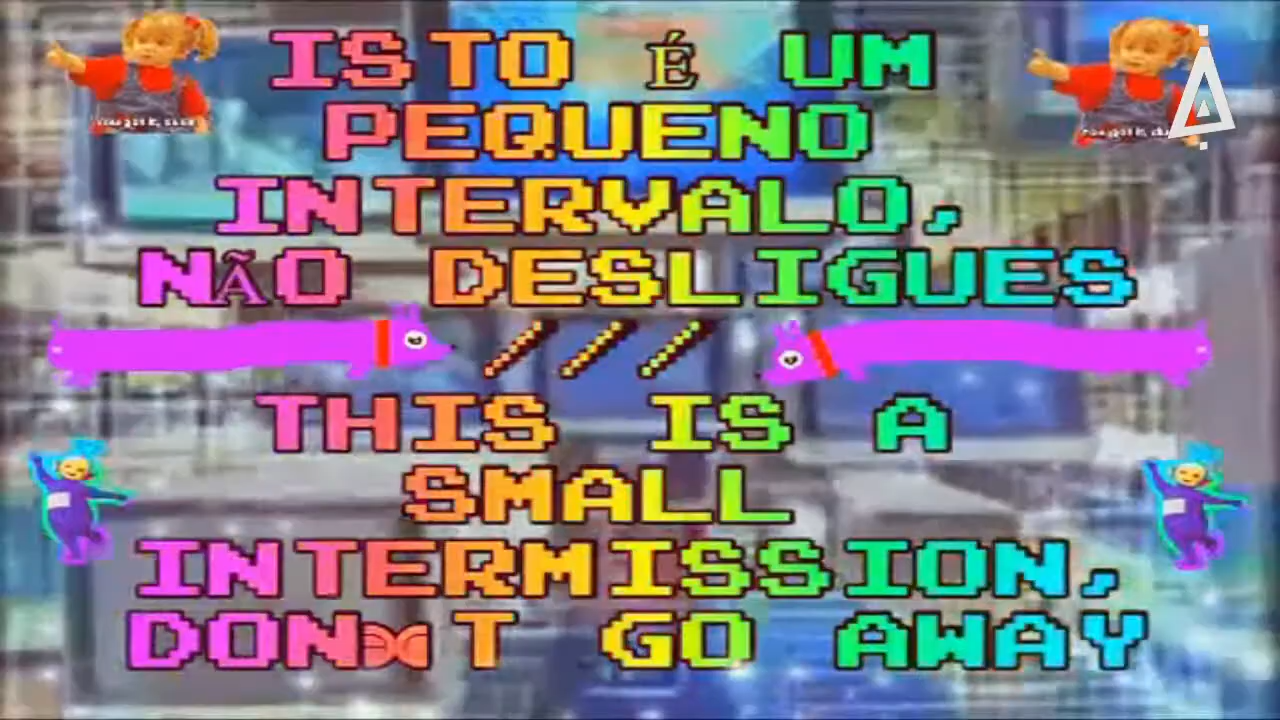 ISTO É UM
PEQUENO
INTERVALO,
NÃO DESLIGUES
///
THIS IS A
SMALL
INTERMISSION,
DON T GO AWAY